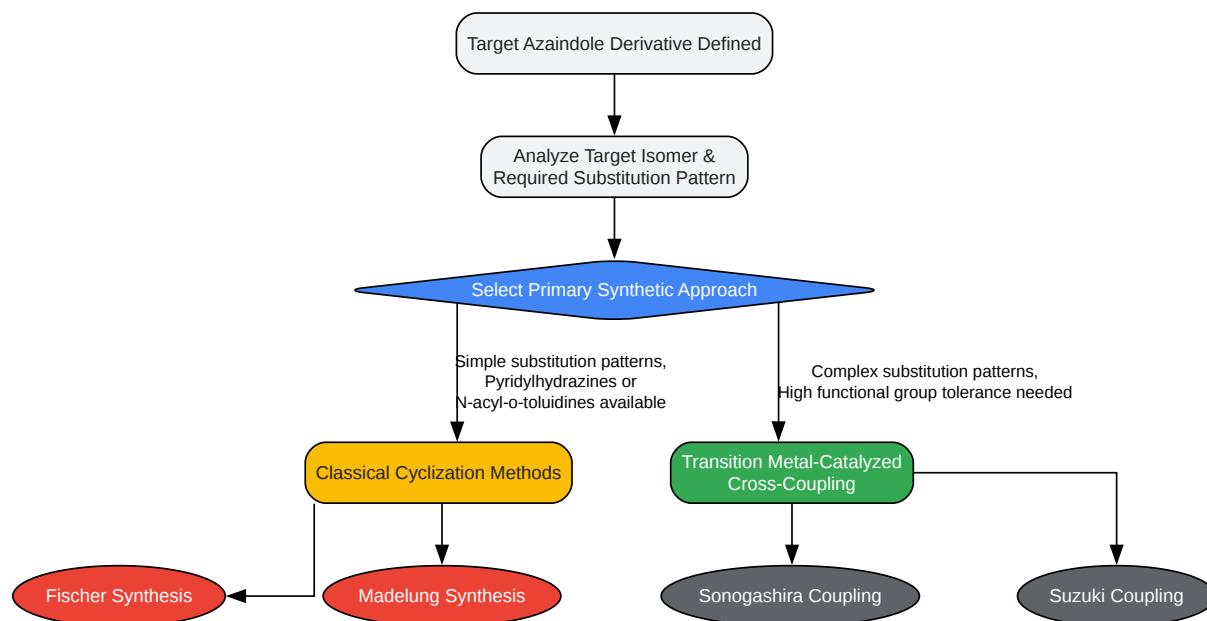 Target Azaindole Derivative Defined
Analyze Target Isomer &
Required Substitution Pattern
Select Primary Synthetic Approach
Simple substitution patterns,
Pyridylhydrazines or
N-acyl-o-toluidines available
Complex substitution patterns,
High functional group tolerance needed
Classical Cyclization Methods
Transition Metal-Catalyzed
Cross-Coupling
Fischer Synthesis
Madelung Synthesis
Sonogashira Coupling
Suzuki Coupling